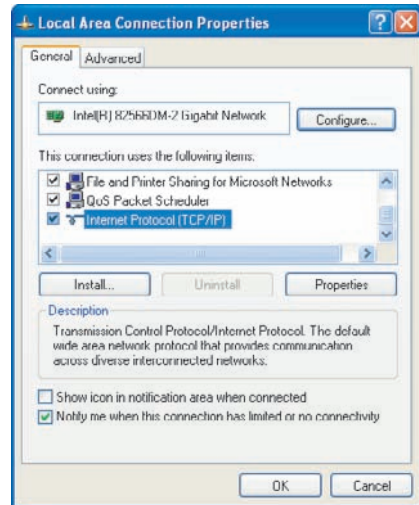 Local Area Connection Properties
General Advanced
Connect using:
Intel(R) 82566DM-2 Gigabit Network
Configure...
This connection uses the following items:
File and Printer Sharing for Microsoft Networks
QoS Packet Scheduler
Internet Protocol (TCP/IP)
Install... Uninstall Properties
Description
Transmission Control Protocol/Internet Protocol. The default
wide area network protocol that provides communication
across diverse interconnected networks.
Show icon in notification area when connected
Notify me when this connection has limited or no connectivity
OK Cancel